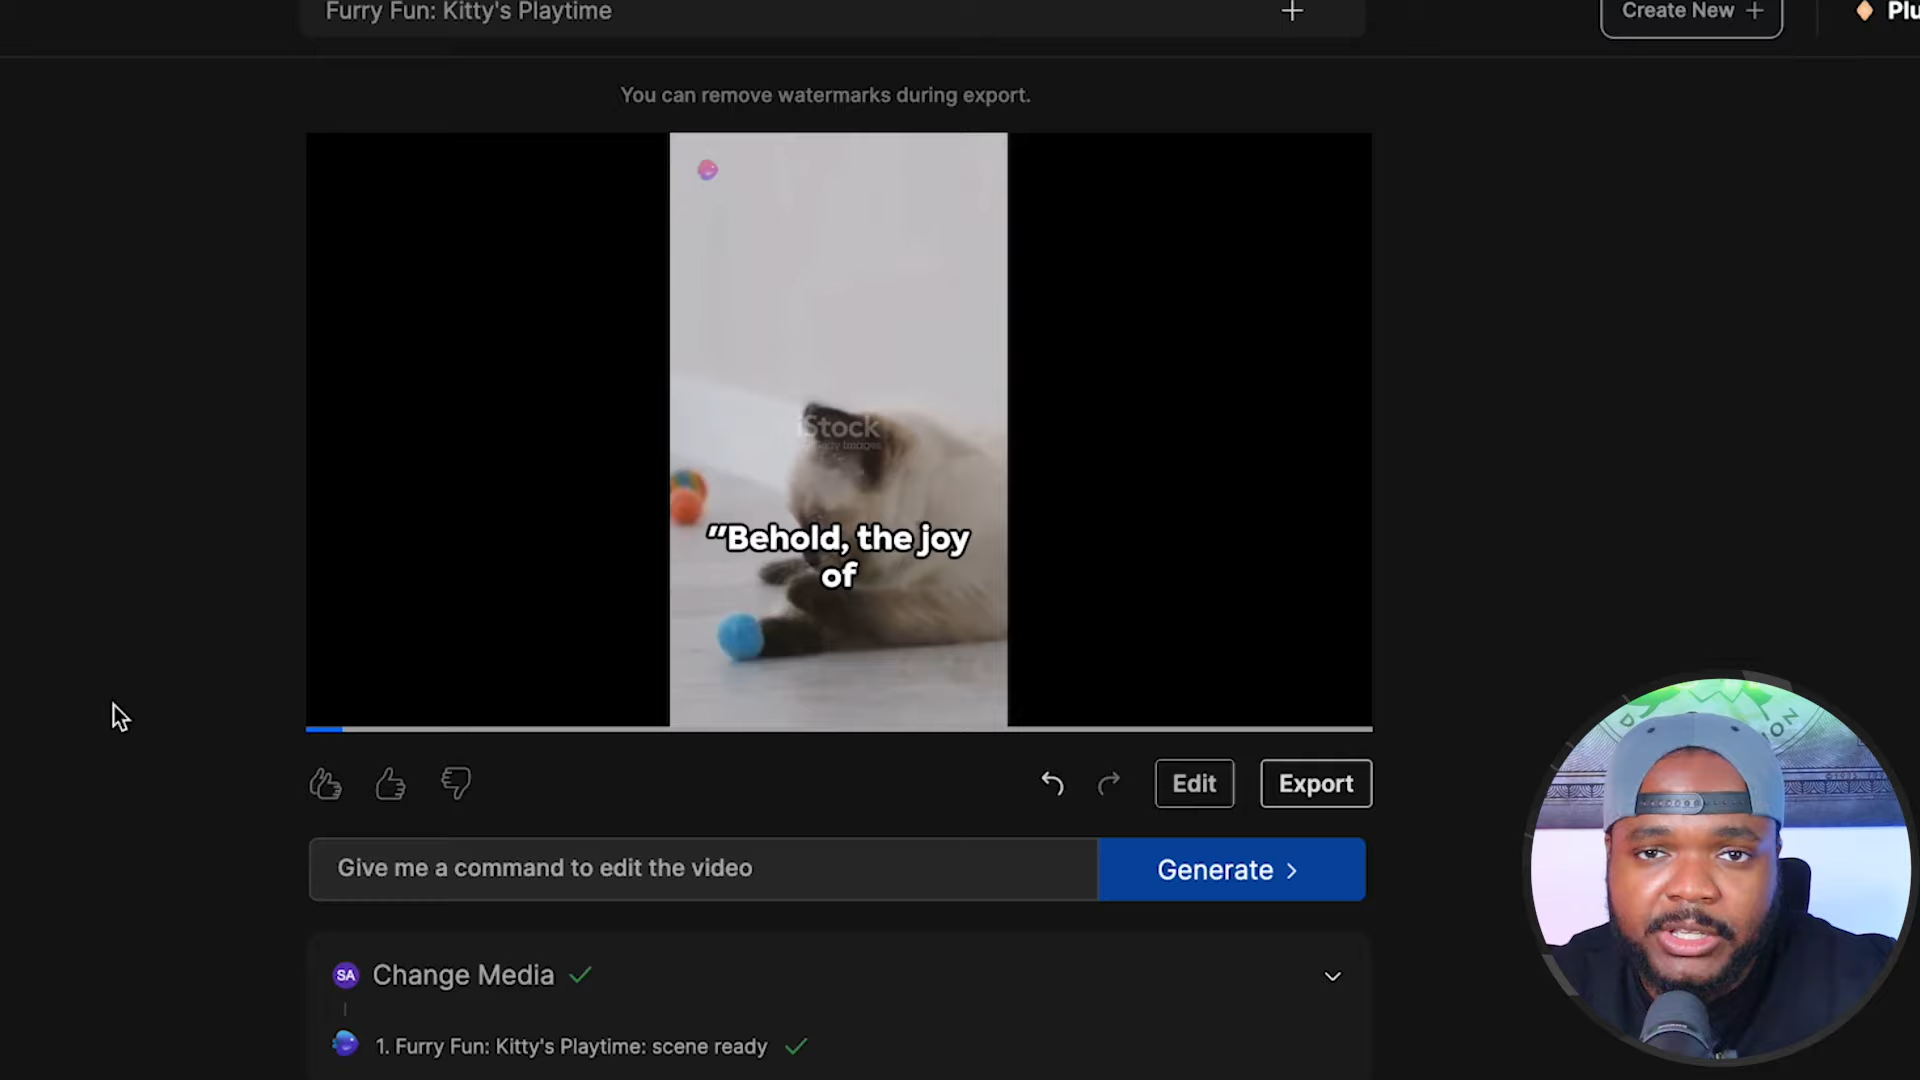 Furry Fun: Kitty's Playtime
Create New
Plu
You can remove watermarks during export.
iStock
"Behold, the joy
of
Edit
Export
Give me a command to edit the video
Generate >
SA
Change Media
1. Furry Fun: Kitty's Playtime: scene ready